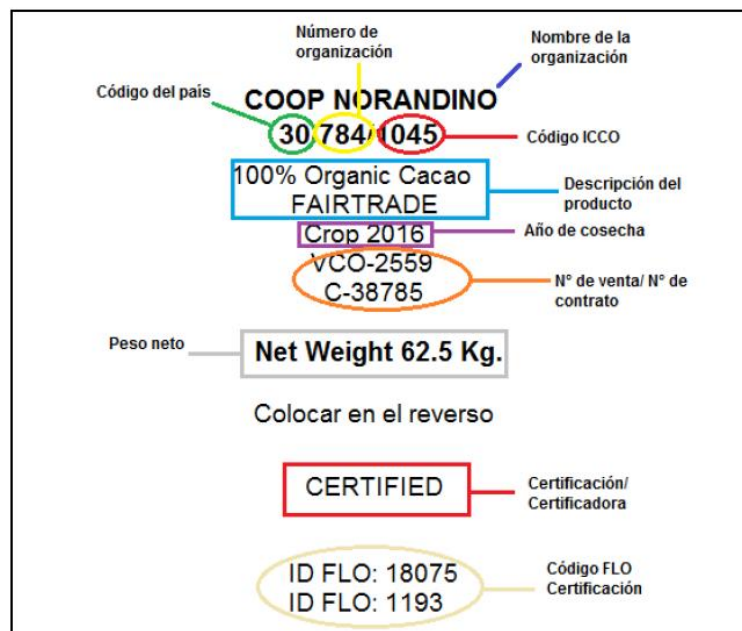 Número de
organización
Nombre de la
organización
Código del país
COOP NORANDINO
30 784/1045
Código ICCO
100% Organic Cacao
FAIRTRADE
Descripción del
producto
Crop 2016
Año de cosecha
VCO-2559
C-38785
N° de venta/ N° de
contrato
Peso neto
Net Weight 62.5 Kg.
Colocar en el reverso
CERTIFIED
Certificación/
Certificadora
ID FLO: 18075
ID FLO: 1193
Código FLO
Certificación